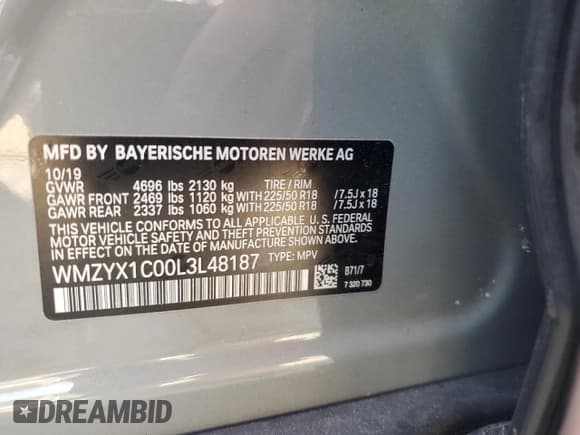 MFD BY BAYERISCHE MOTOREN WERKE AG
10/19
GVWR 4696 lbs 2130 kg TIRE / RIM
GAWR FRONT 2469 lbs 1120 kg WITH 225/50 R18 /7.5J x 18
GAWR REAR 2337 lbs 1060 kg WITH 225/50 R18 /7.5J x 18
THIS VEHICLE CONFORMS TO ALL APPLICABLE U. S. FEDERAL
MOTOR VEHICLE SAFETY AND THEFT PREVENTION STANDARDS
IN EFFECT ON THE DATE OF MANUFACTURE SHOWN ABOVE.
WMZYX1C00L3L48187 TYPE: MPV
B71/7
7 320 730
DREAMBID